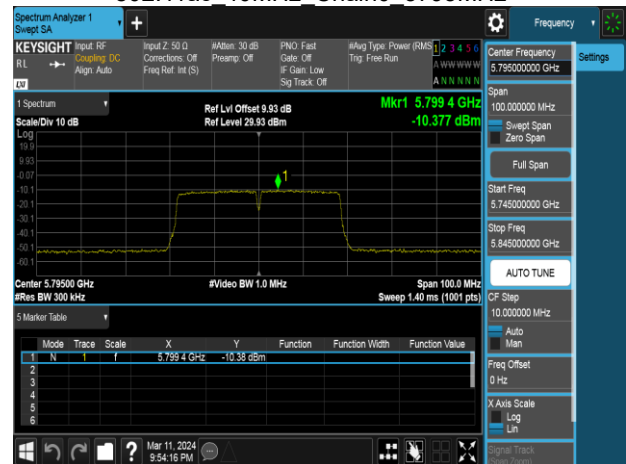 Spectrum Analyzer 1
Swept SA
Frequency
KEYSIGHT
RL
LXI
Input: RF
Coupling: DC
Align: Auto
Input Z: 50 Ω
Corrections: Off
Freq Ref: Int (S)
#Atten: 30 dB
Preamp: Off
PNO: Fast
Gate: Off
IF Gain: Low
Sig Track: Off
#Avg Type: Power (RMS
Trig: Free Run
1 2 3 4 5 6
A W W W W W
A N N N N N
Center Frequency
5.795000000 GHz
Settings
Span
100.000000 MHz
Swept Span
Zero Span
Full Span
Start Freq
5.745000000 GHz
Stop Freq
5.845000000 GHz
AUTO TUNE
CF Step
10.000000 MHz
Auto
Man
Freq Offset
0 Hz
X Axis Scale
Log
Lin
Signal Track
(Span Zoom)
1 Spectrum
Scale/Div 10 dB
Ref Lvl Offset 9.93 dB
Ref Level 29.93 dBm
Mkr1 5.799 4 GHz
-10.377 dBm
Log
19.9
9.93
-0.07
-10.1
-20.1
-30.1
-40.1
-50.1
-60.1
1
Center 5.79500 GHz
#Video BW 1.0 MHz
Span 100.0 MHz
#Res BW 300 kHz
Sweep 1.40 ms (1001 pts)
5 Marker Table
Mode Trace Scale X Y Function Function Width Function Value
1 N 1 f 5.799 4 GHz -10.38 dBm
2
3
4
5
6
?
Mar 11, 2024
9:54:16 PM